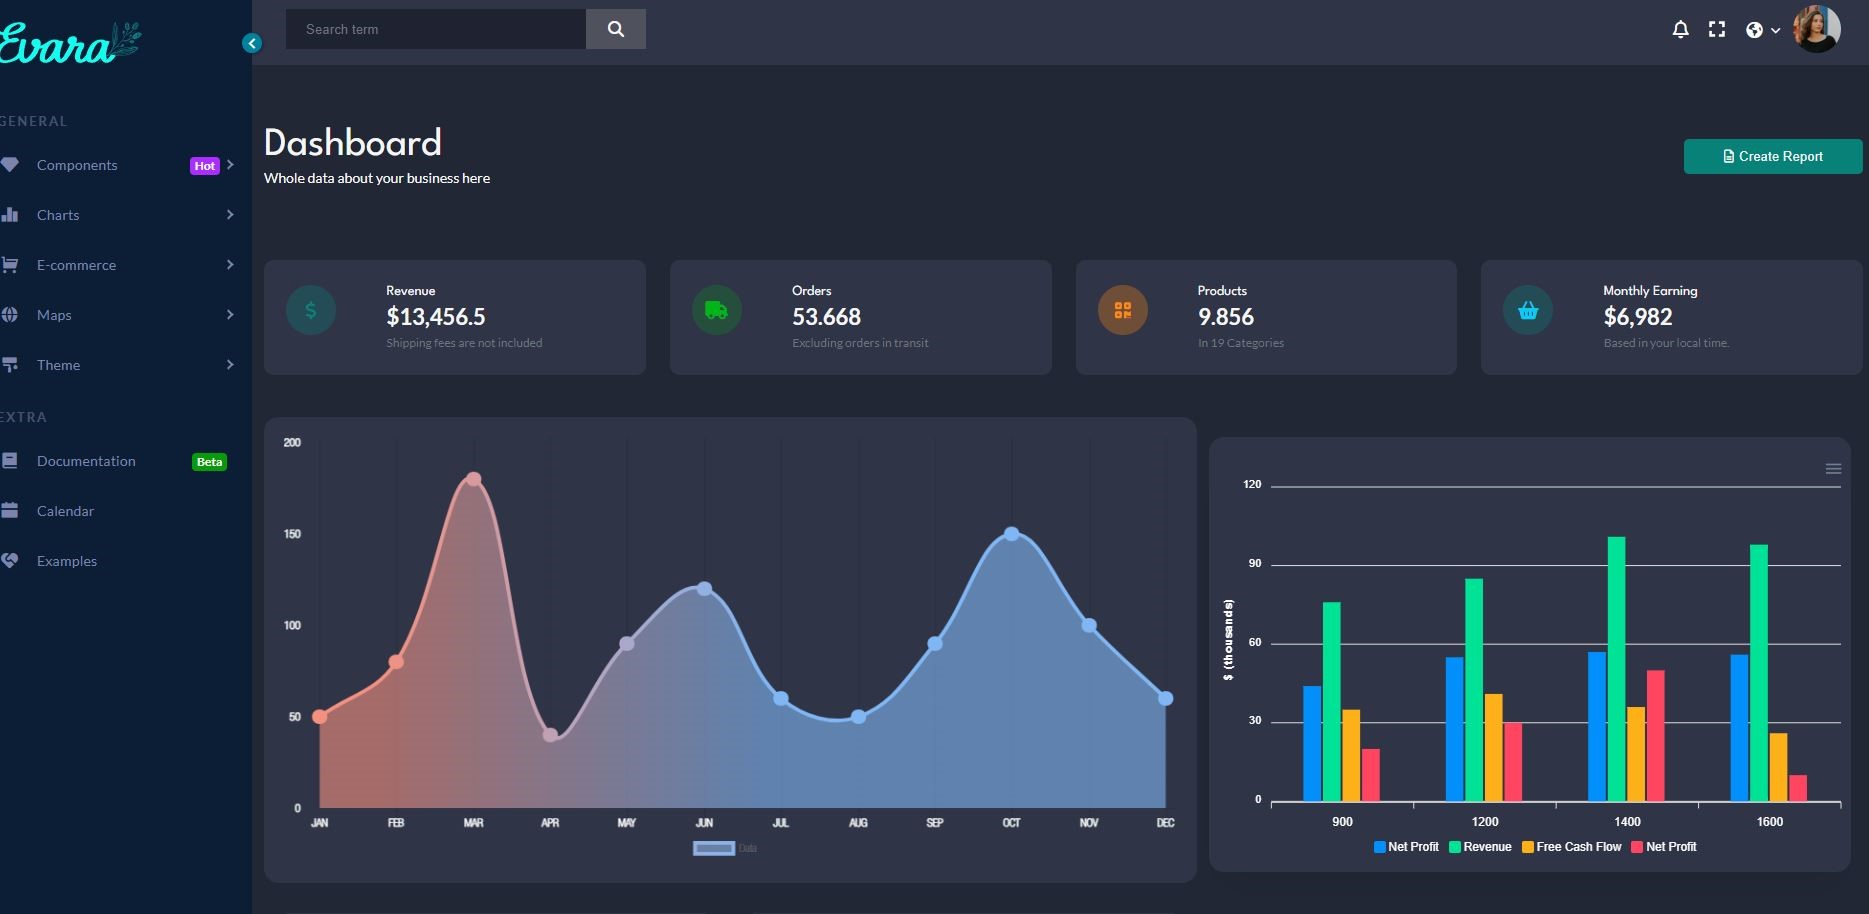 Evara
Search term
GENERAL
Components Hot
Charts
E-commerce
Maps
Theme
EXTRA
Documentation Beta
Calendar
Examples
Dashboard
Whole data about your business here
Create Report
Revenue
$13,456.5
Shipping fees are not included
Orders
53.668
Excluding orders in transit
Products
9.856
In 19 Categories
Monthly Earning
$6,982
Based in your local time.
200
150
100
50
0
JAN FEB MAR APR MAY JUN JUL AUG SEP OCT NOV DEC
Data
$ (thousands)
120
90
60
30
0
900 1200 1400 1600
Net Profit Revenue Free Cash Flow Net Profit